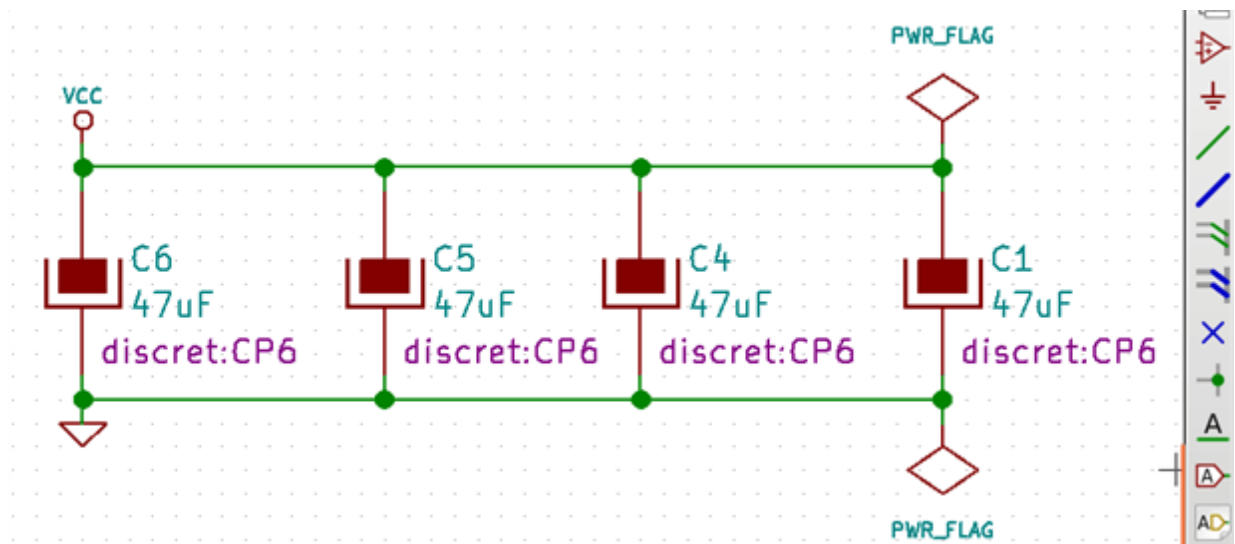 PWR_FLAG
VCC
C6
47uF
discret:CP6
C5
47uF
discret:CP6
C4
47uF
discret:CP6
C1
47uF
discret:CP6
PWR_FLAG
A
A
AD